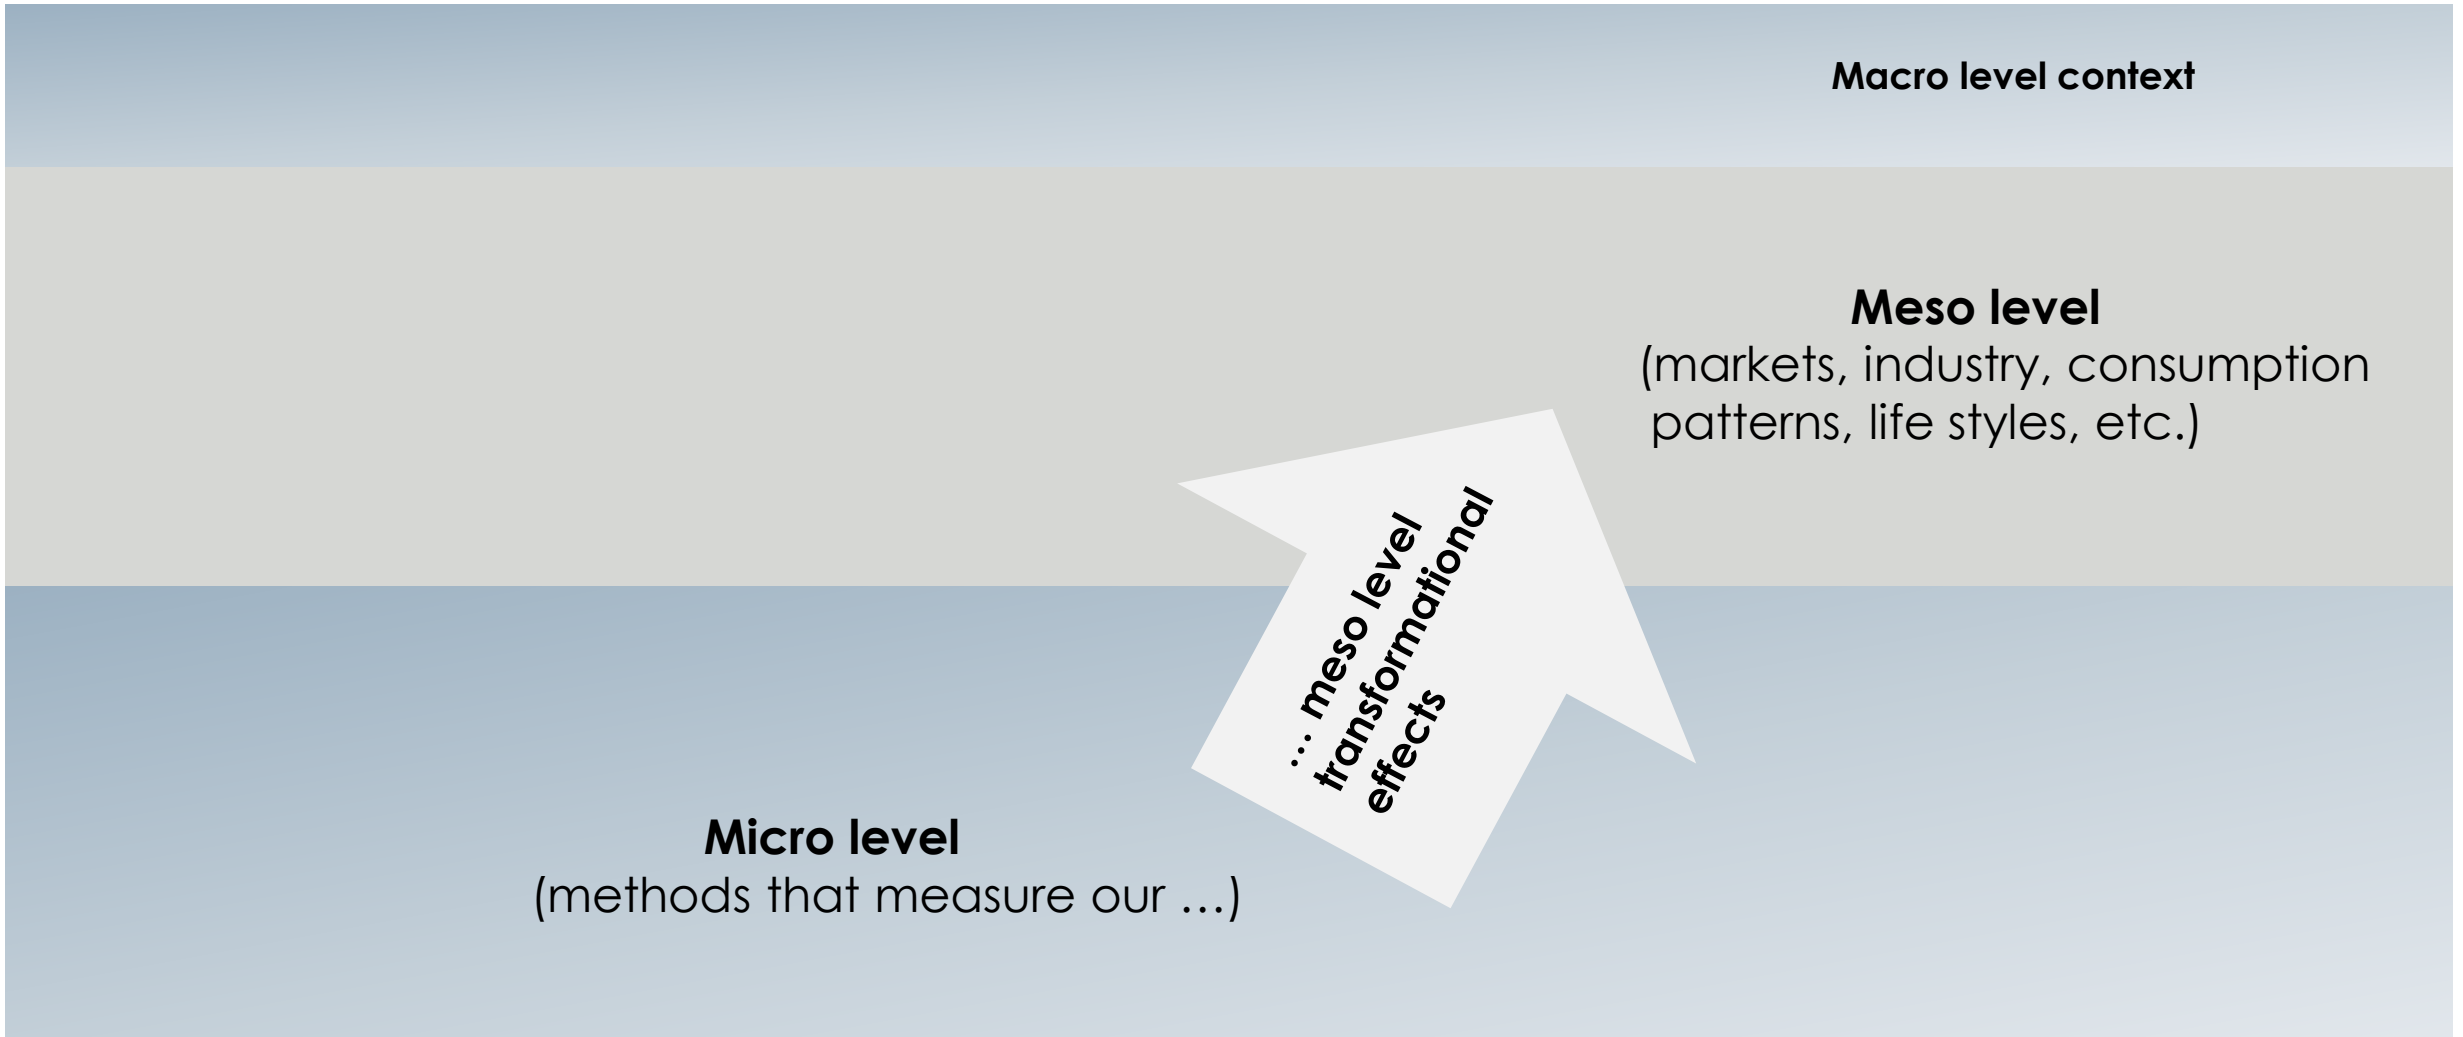 Macro level context
Meso level
(markets, industry, consumption
patterns, life styles, etc.)
… meso level
transformational
effects
Micro level
(methods that measure our …)